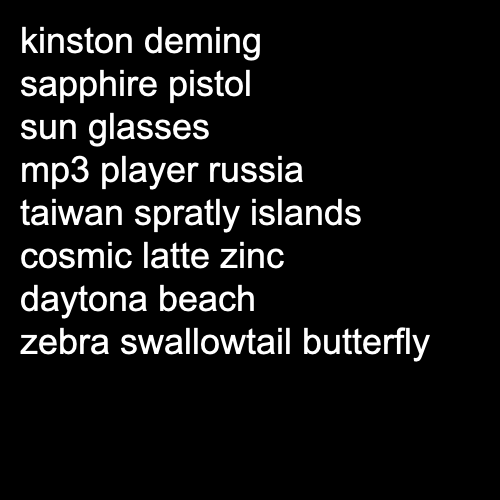 kinston deming
sapphire pistol
sun glasses
mp3 player russia
taiwan spratly islands
cosmic latte zinc
daytona beach
zebra swallowtail butterfly